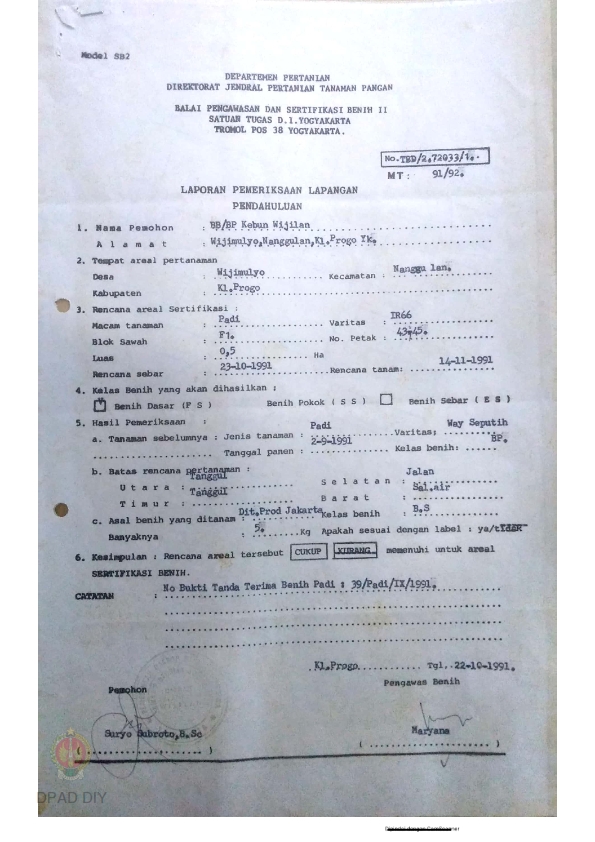 Model SB2
DEPARTEMEN PERTANIAN
DIREKTORAT JENDRAL PERTANIAN TANAMAN PANGAN
BALAI PENGAWASAN DAN SERTIFIKASI BENIH II
SATUAN TUGAS D.I.YOGYAKARTA
TROMOL POS 38 YOGYAKARTA.
No.TBD/2.72033/1.
MT : 91/92.
LAPORAN PEMERIKSAAN LAPANGAN
PENDAHULUAN
1. Nama Pemohon : BB/BP Kebun Wijilan
A l a m a t : Wijimulyo,Nanggulan,Kl.Progo YK.
2. Tempat areal pertanaman
Desa : Wijimulyo Kecamatan : Nanggu lan.
Kabupaten : Kl.Progo
3. Rencana areal Sertifikasi :
Macam tanaman : Padi Varitas : IR66
Blok Sawah : F1. No. Petak : 43-45.
Luas : 0,5 Ha
Rencana sebar : 23-10-1991 Rencana tanam: 14-11-1991
4. Kelas Benih yang akan dihasilkan :
Benih Dasar (F S ) Benih Pokok ( S S ) Benih Sebar ( E S )
5. Hasil Pemeriksaan :
a. Tanaman sebelumnya : Jenis tanaman : Padi Varitas; Way Seputih
Tanggal panen : 2-9-1991 Kelas benih: BP.
b. Batas rencana pertanaman :
U t a r a : Tanggul S e l a t a n : Jalan
T i m u r : Tanggul B a r a t : Sal.air
c. Asal benih yang ditanam : Dit.Prod Jakarta Kelas benih : B.S
Banyaknya : 5. Kg Apakah sesuai dengan label : ya/tidak
6. Kesimpulan : Rencana areal tersebut CUKUP KURANG memenuhi untuk areal
SERTIFIKASI BENIH.
CATATAN : No Bukti Tanda Terima Benih Padi : 39/Padi/IX/1991.
Kl.Progo Tgl. 22-10-1991.
Pemohon Pengawas Benih
Suryo Subroto,B.Sc Maryana
DPAD DIY